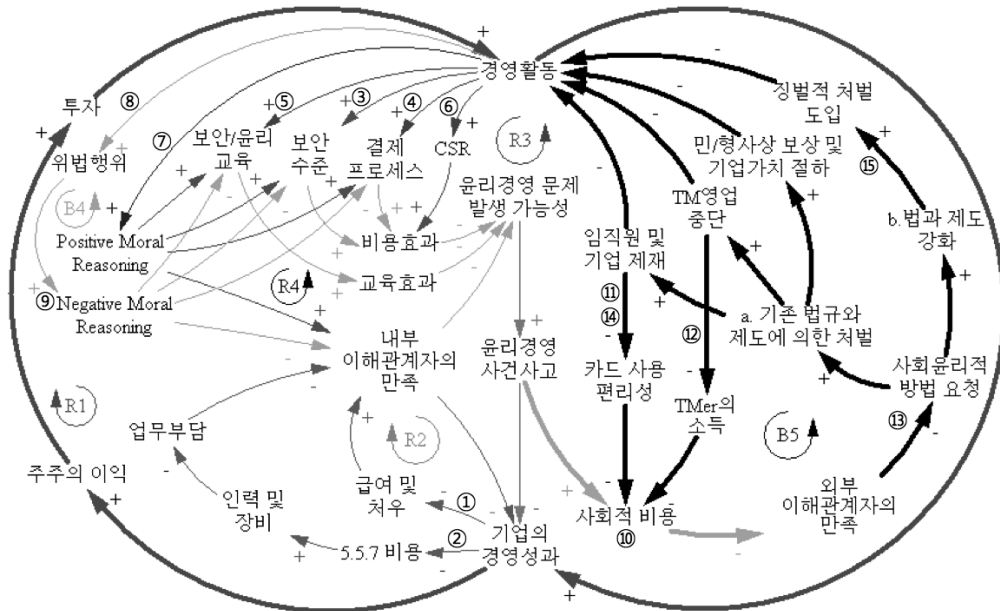 경영활동
투자
⑧
위법행위
⑦
⑤
③
④
⑥
보안/윤리
교육
보안
수준
결제
프로세스
CSR
R3
윤리경영 문제
발생 가능성
B4
Positive Moral
Reasoning
비용효과
R4
교육효과
⑨
Negative Moral
Reasoning
내부
이해관계자의
만족
윤리경영
사건사고
R1
업무부담
R2
주주의 이익
인력 및
장비
급여 및
처우
①
②
5.5.7 비용
기업의
경영성과
징벌적 처벌
도입
민/형사상 보상 및
기업가치 절하
⑮
TM영업
중단
임직원 및
기업 제재
b.법과 제도
강화
⑪
⑭
⑫
a. 기존 법규와
제도에 의한 처벌
카드 사용
편리성
사회윤리적
방법 요청
TMer의
소득
⑬
B5
외부
이해관계자의
만족
사회적 비용
⑩